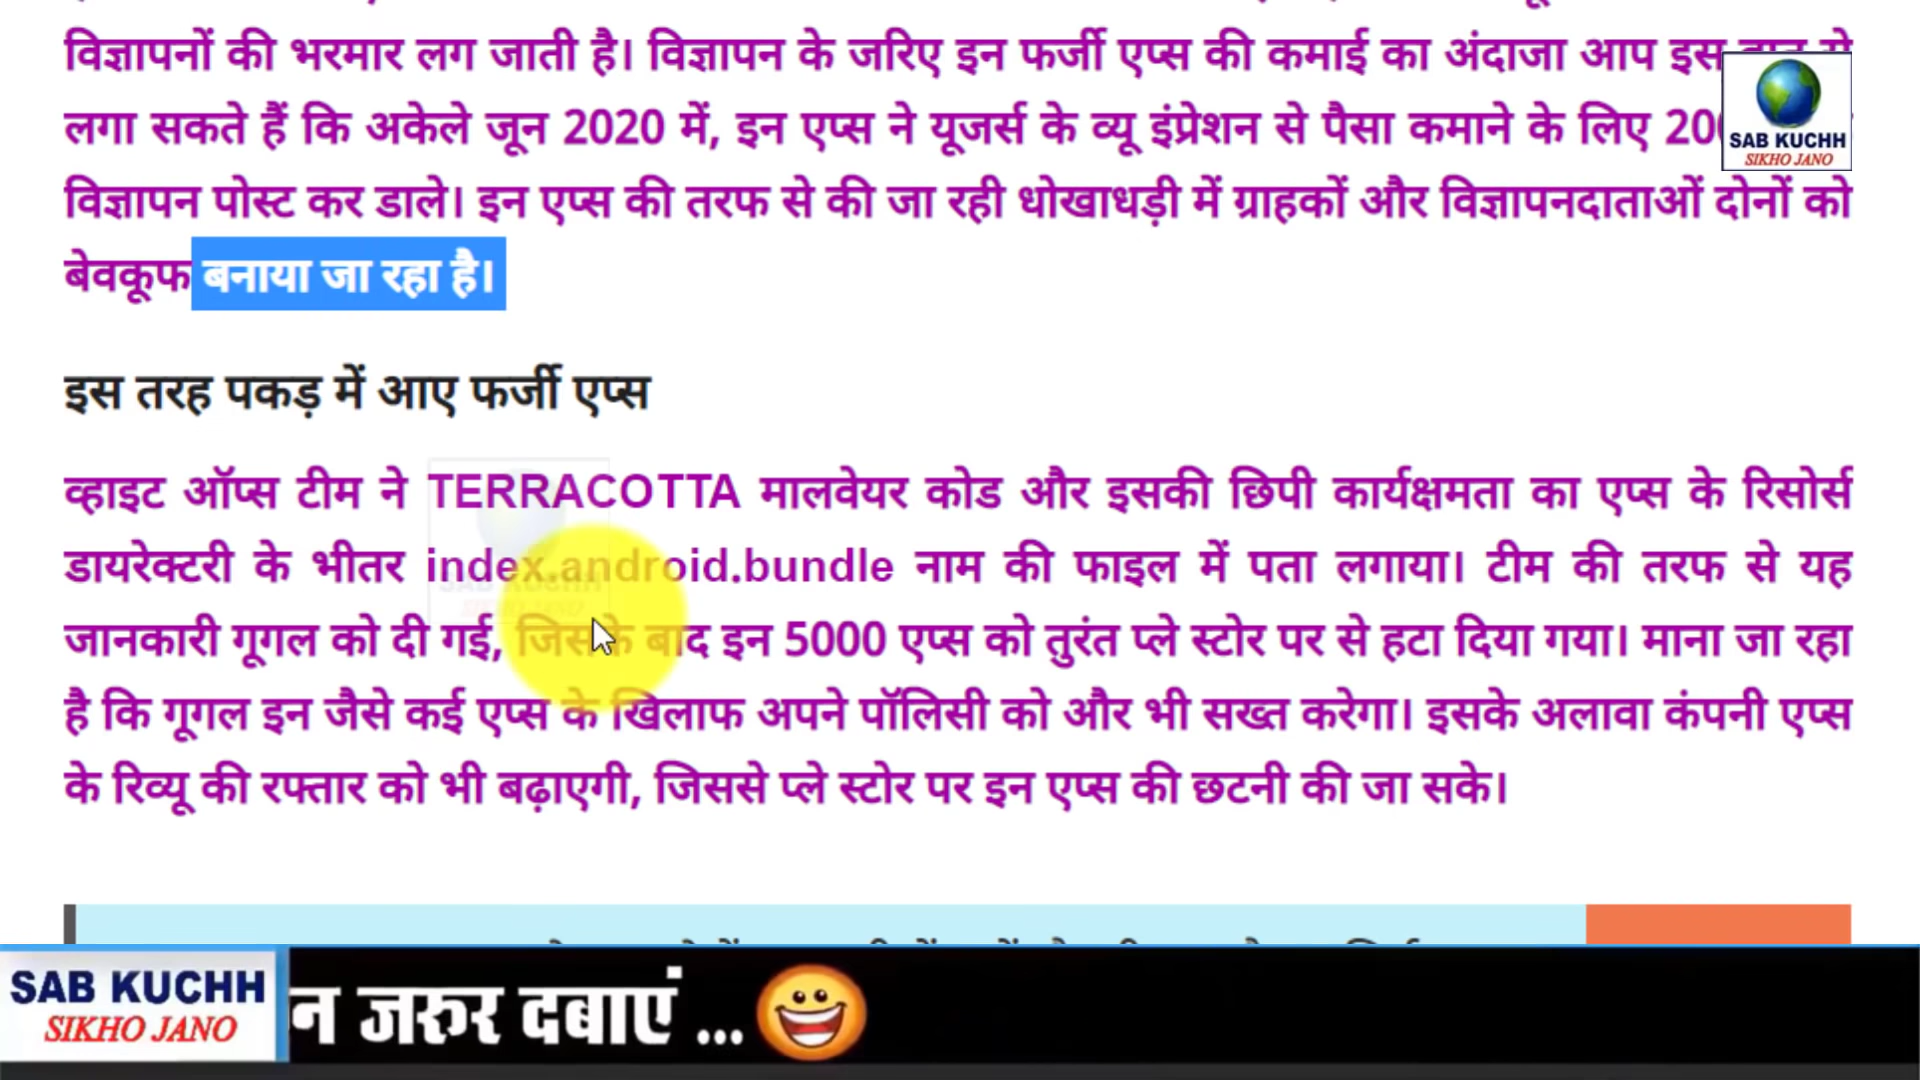 विज्ञापनों की भरमार लग जाती है। विज्ञापन के जरिए इन फर्जी एप्स की कमाई का अंदाजा आप इस
लगा सकते हैं कि अकेले जून 2020 में, इन एप्स ने यूजर्स के व्यू इंप्रेशन से पैसा कमाने के लिए
विज्ञापन पोस्ट कर डाले। इन एप्स की तरफ से की जा रही धोखाधड़ी में ग्राहकों और विज्ञापनदाताओं दोनों को
बेवकूफ बनाया जा रहा है।
SAB KUCHH
SIKHO JANO
इस तरह पकड़ में आए फर्जी एप्स
व्हाइट ऑप्स टीम ने TERRACOTTA मालवेयर कोड और इसकी छिपी कार्यक्षमता का एप्स के रिसोर्स
डायरेक्टरी के भीतर index.android.bundle नाम की फाइल में पता लगाया। टीम की तरफ से यह
जानकारी गूगल को दी गई, जिसके बाद इन 5000 एप्स को तुरंत प्ले स्टोर पर से हटा दिया गया। माना जा रहा
है कि गूगल इन जैसे कई एप्स के खिलाफ अपने पॉलिसी को और भी सख्त करेगा। इसके अलावा कंपनी एप्स
के रिव्यू की रफ्तार को भी बढ़ाएगी, जिससे प्ले स्टोर पर इन एप्स की छटनी की जा सके।
SAB KUCHH
SIKHO JANO
न जरुर दबाएं ...